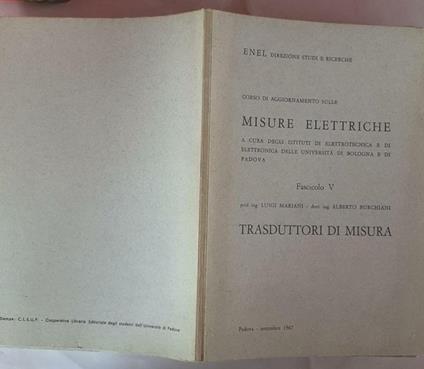 ENEL DIREZIONE STUDI E RICERCHE
CORSO DI AGGIORNAMENTO SULLE
MISURE ELETTRICHE
A CURA DEGLI ISTITUTI DI ELETTROTECNICA E DI
ELETTRONICA DELLE UNIVERSITÀ DI BOLOGNA E DI
PADOVA
Fascicolo V
prof. ing. LUIGI MARIANI - dott. ing. ALBERTO BURCHIANI
TRASDUTTORI DI MISURA
Padova - settembre 1967
Stampa: C.L.E.U.P. - Cooperativa Libraria Editoriale degli studenti dell'Università di Padova